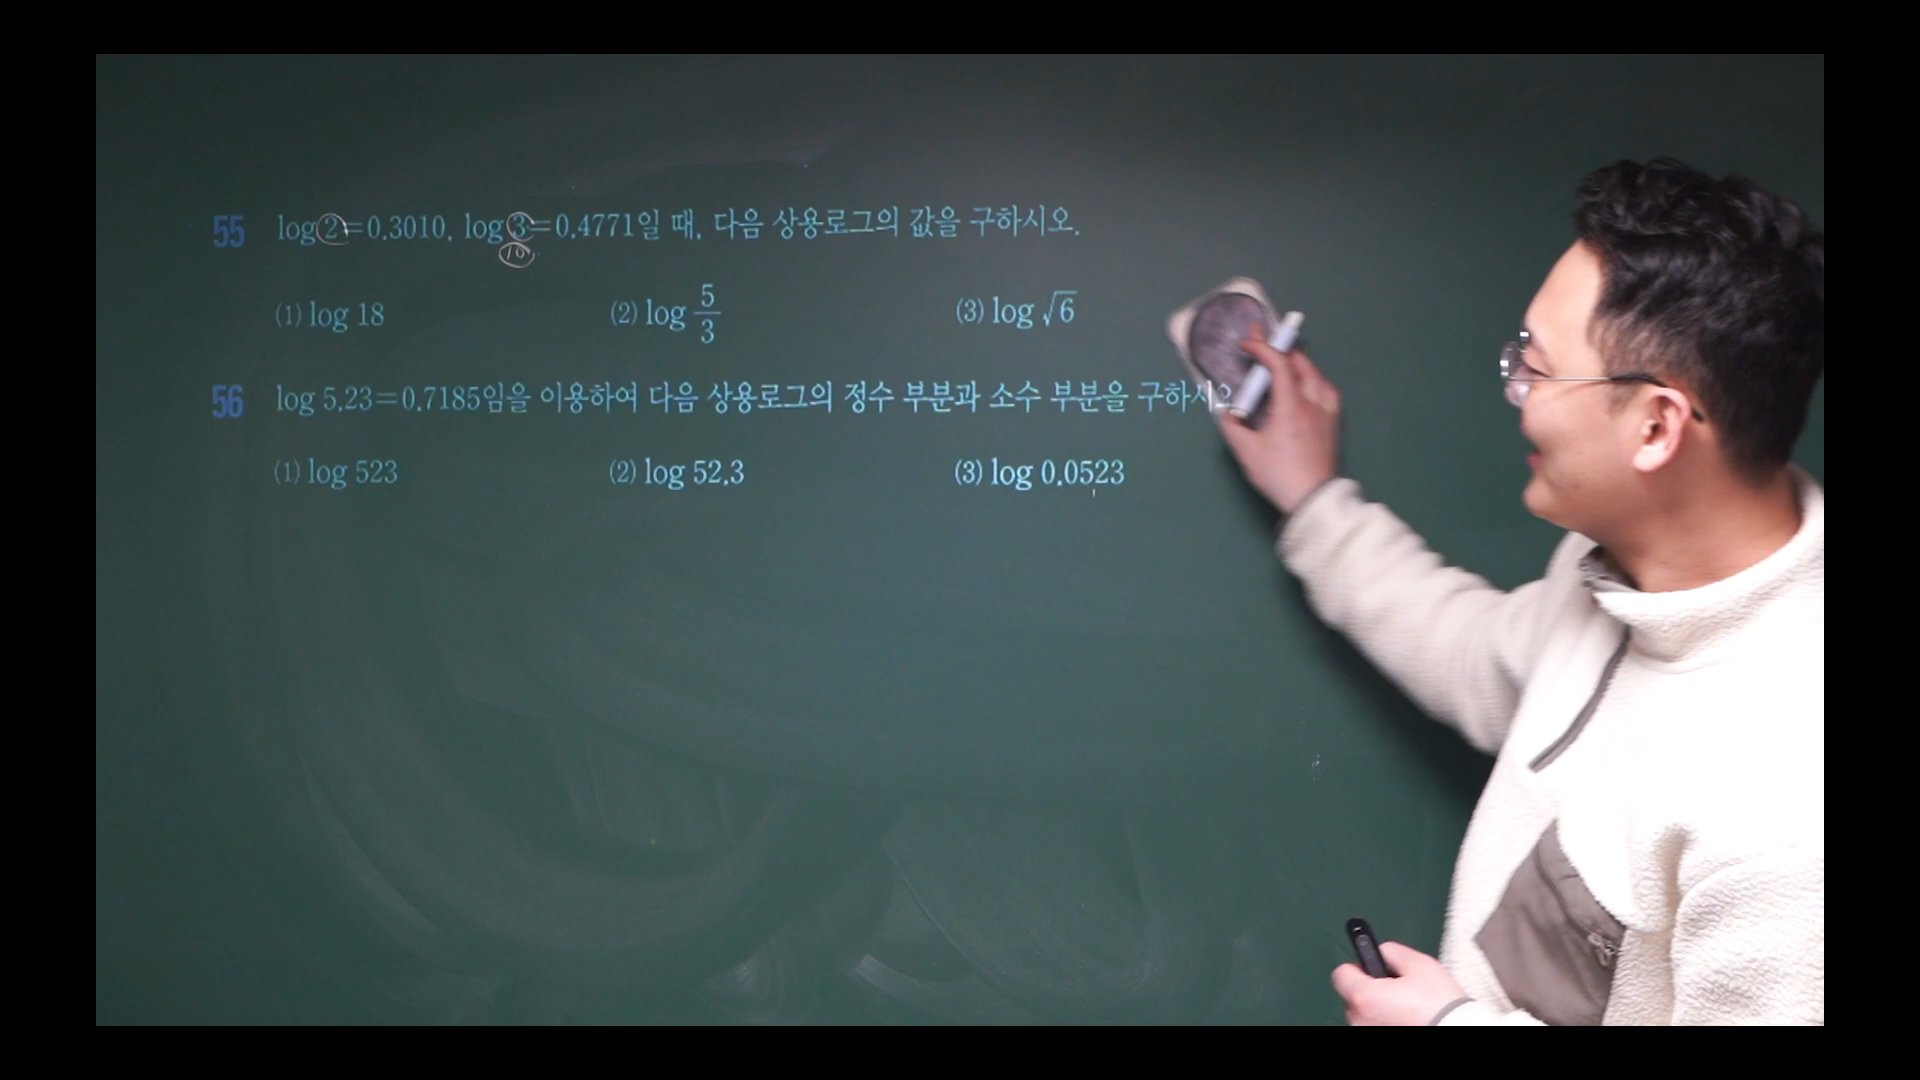 55 log 2=0.3010, log 3=0.4771일 때, 다음 상용로그의 값을 구하시오.
10
(1) log 18 (2) log 5/3 (3) log √6
56 log 5.23=0.7185임을 이용하여 다음 상용로그의 정수 부분과 소수 부분을 구하시오
(1) log 523 (2) log 52.3 (3) log 0.0523